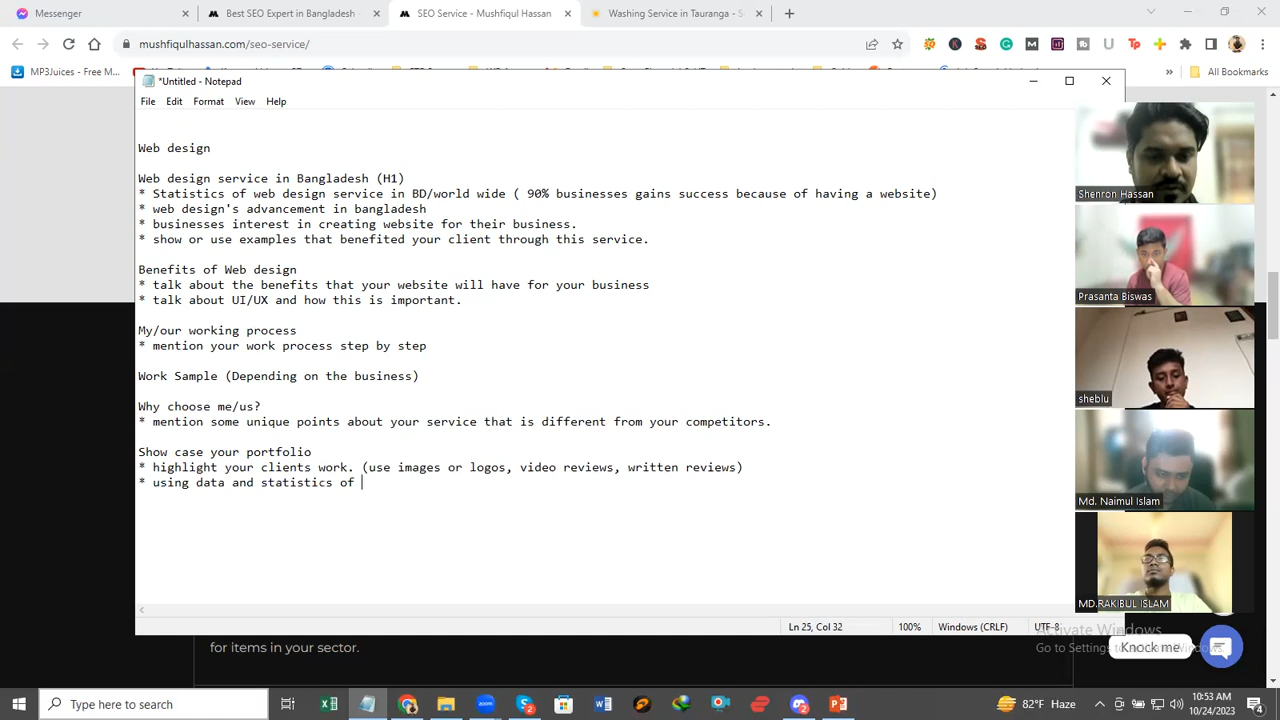 Messenger
Best SEO Expert in Bangladesh
SEO Service - Mushfiqul Hassan
Washing Service in Tauranga - S
mushfiqulhassan.com/seo-service/
MP3Juices - Free M...
All Bookmarks
*Untitled - Notepad
File Edit Format View Help
Web design
Web design service in Bangladesh (H1)
* Statistics of web design service in BD/world wide ( 90% businesses gains success because of having a website)
* web design's advancement in bangladesh
* businesses interest in creating website for their business.
* show or use examples that benefited your client through this service.
Benefits of Web design
* talk about the benefits that your website will have for your business
* talk about UI/UX and how this is important.
My/our working process
* mention your work process step by step
Work Sample (Depending on the business)
Why choose me/us?
* mention some unique points about your service that is different from your competitors.
Show case your portfolio
* highlight your clients work. (use images or logos, video reviews, written reviews)
* using data and statistics of
Shenron Hassan
Prasanta Biswas
sheblu
Md. Naimul Islam
MD.RAKIBUL ISLAM
Ln 25, Col 32
100%
Windows (CRLF)
UTF-8
Activate Windows
Go to Settings to activate Windows.
Knock me
for items in your sector.
Type here to search
82°F Haze
10:53 AM
10/24/2023
4